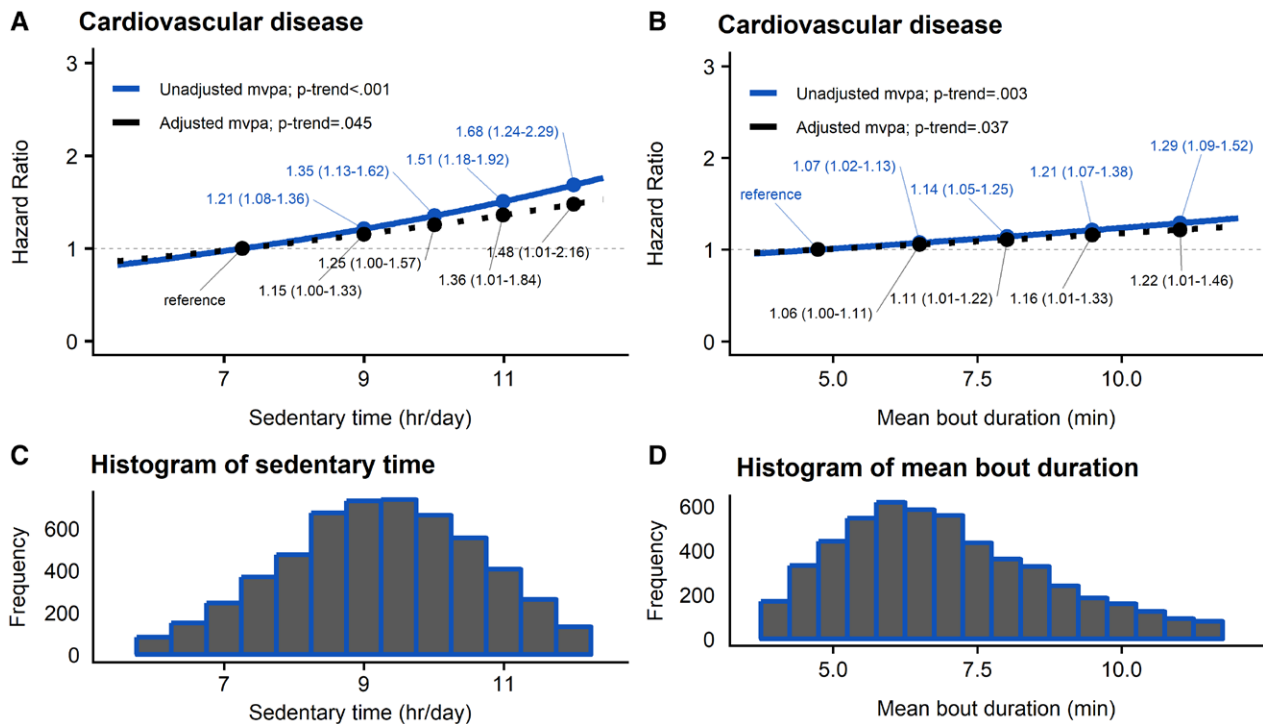 A Cardiovascular disease
Hazard Ratio
3
2
1
0
Unadjusted mvpa; p-trend<.001
Adjusted mvpa; p-trend=.045
1.68 (1.24-2.29)
1.35 (1.13-1.62)
1.51 (1.18-1.92)
1.21 (1.08-1.36)
1.25 (1.00-1.57)
1.48 (1.01-2.16)
1.15 (1.00-1.33)
1.36 (1.01-1.84)
reference
7 9 11
Sedentary time (hr/day)
B Cardiovascular disease
Hazard Ratio
3
2
1
0
Unadjusted mvpa; p-trend=.003
Adjusted mvpa; p-trend=.037
1.29 (1.09-1.52)
reference
1.07 (1.02-1.13)
1.21 (1.07-1.38)
1.14 (1.05-1.25)
1.22 (1.01-1.46)
1.11 (1.01-1.22)
1.16 (1.01-1.33)
1.06 (1.00-1.11)
5.0 7.5 10.0
Mean bout duration (min)
C Histogram of sedentary time
Frequency
600
400
200
0
7 9 11
Sedentary time (hr/day)
D Histogram of mean bout duration
Frequency
600
400
200
0
5.0 7.5 10.0
Mean bout duration (min)